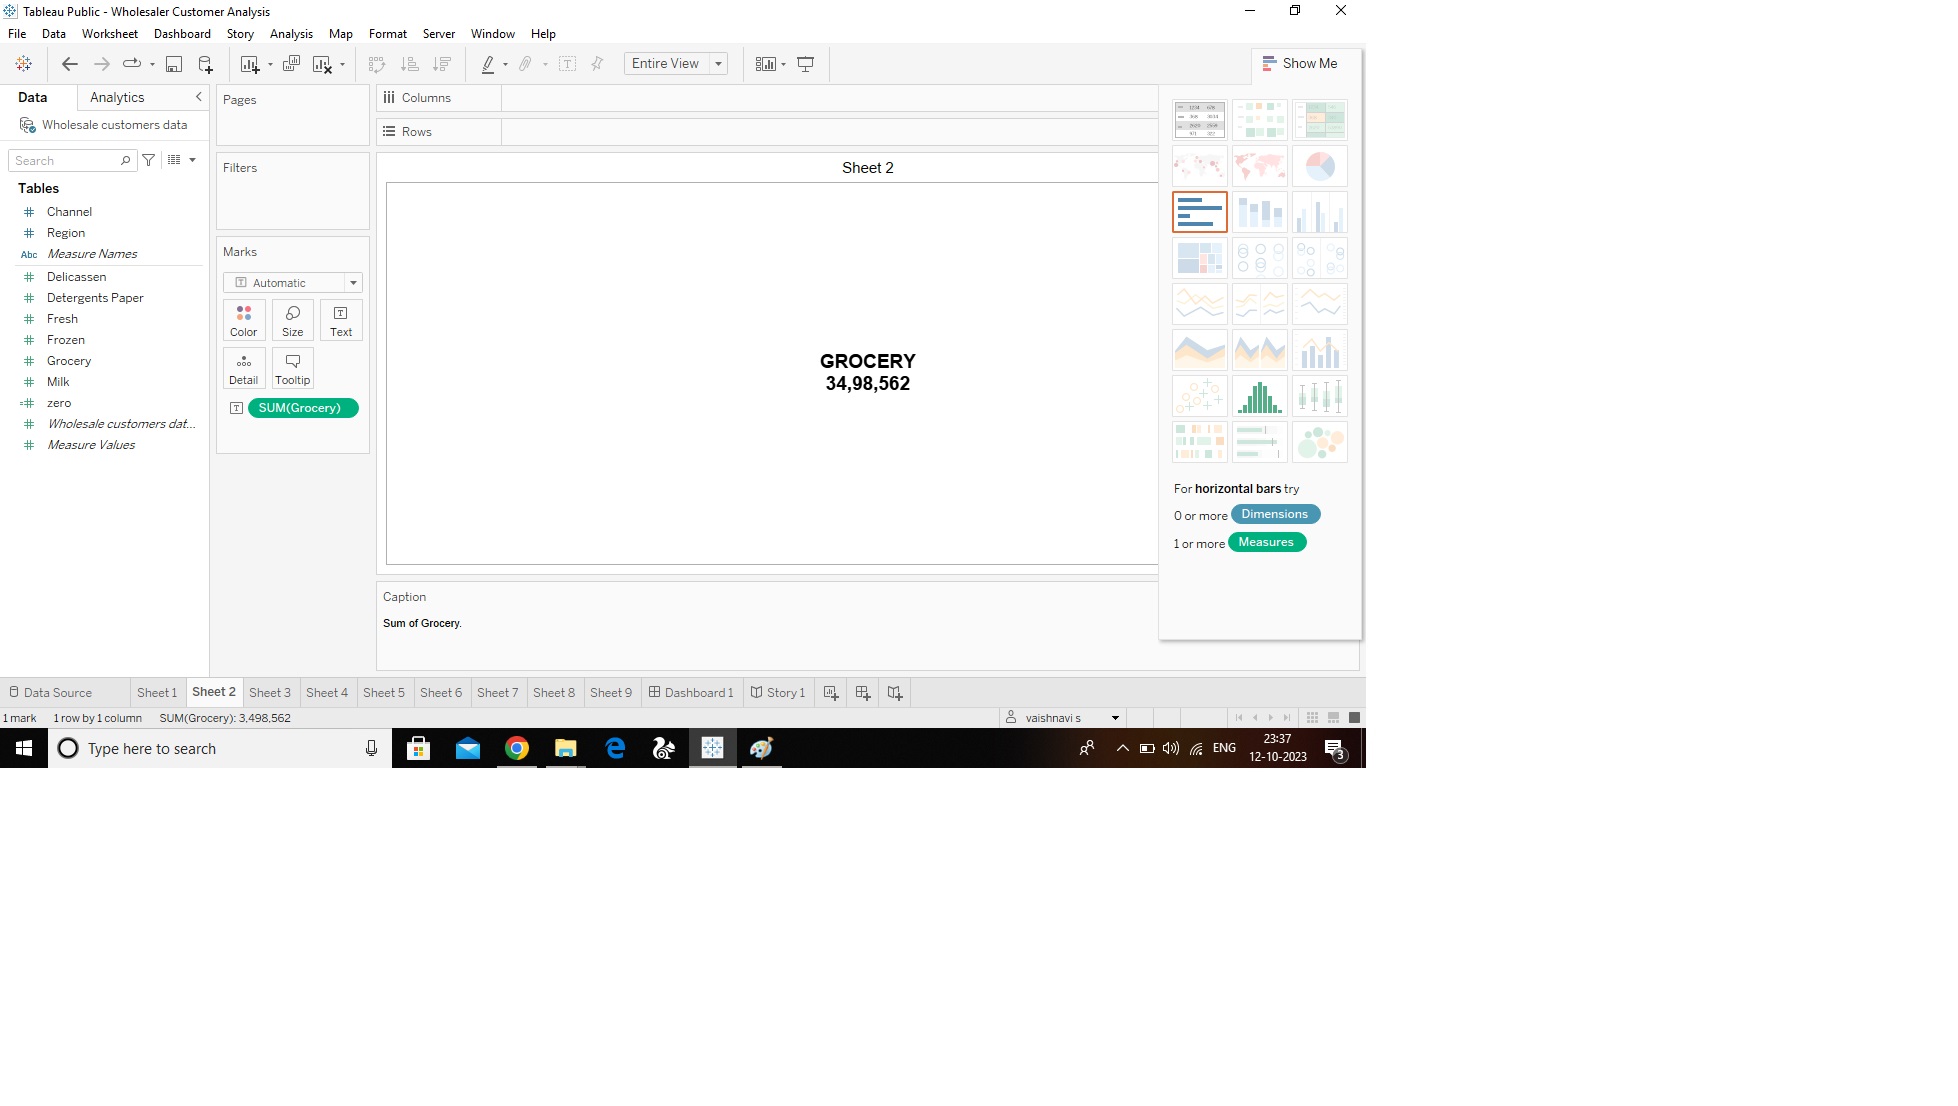 Tableau Public - Wholesaler Customer Analysis
File Data Worksheet Dashboard Story Analysis Map Format Server Window Help
Entire View
Show Me
Data Analytics
Pages
Columns
Wholesale customers data
Rows
Search
Filters
Sheet 2
Tables
Channel
Region
Abc Measure Names
Delicassen
Detergents Paper
Fresh
Frozen
Grocery
Milk
zero
Wholesale customers dat...
Measure Values
Marks
Automatic
Color Size Text
Detail Tooltip
SUM(Grocery)
GROCERY
34,98,562
For horizontal bars try
0 or more Dimensions
1 or more Measures
Caption
Sum of Grocery.
Data Source Sheet 1 Sheet 2 Sheet 3 Sheet 4 Sheet 5 Sheet 6 Sheet 7 Sheet 8 Sheet 9 Dashboard 1 Story 1
1 mark 1 row by 1 column SUM(Grocery): 3,498,562 vaishnavi s
Type here to search
ENG
23:37
12-10-2023
3